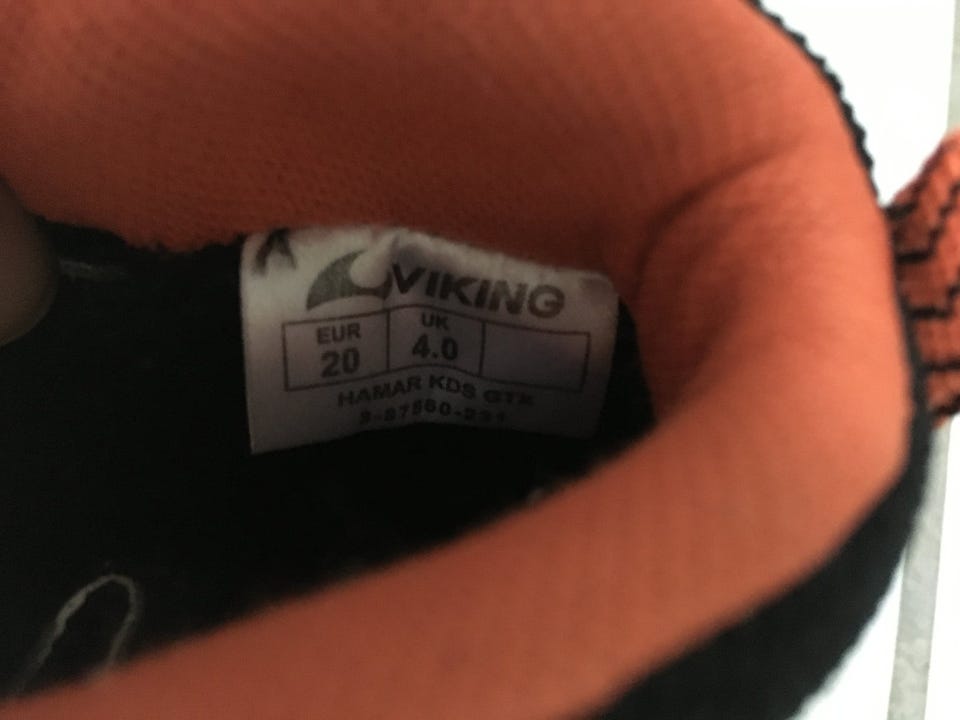 VIKING
EUR UK
20 4.0
HAMAR KDS GTX